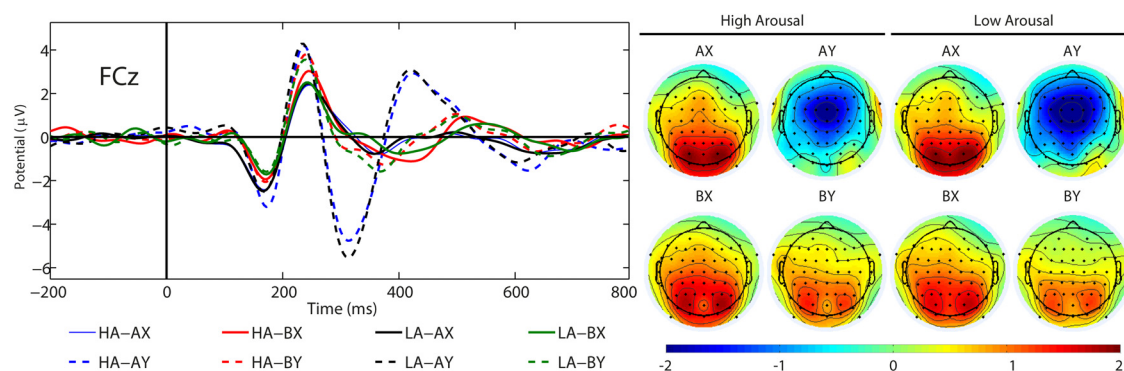 High Arousal
Low Arousal
AX
AY
AX
AY
BX
BY
BX
BY
FCz
Potential (μV)
4
2
0
−2
−4
−6
−200
0
200
400
600
800
Time (ms)
HA−AX
HA−BX
LA−AX
LA−BX
HA−AY
HA−BY
LA−AY
LA−BY
-2
-1
0
1
2